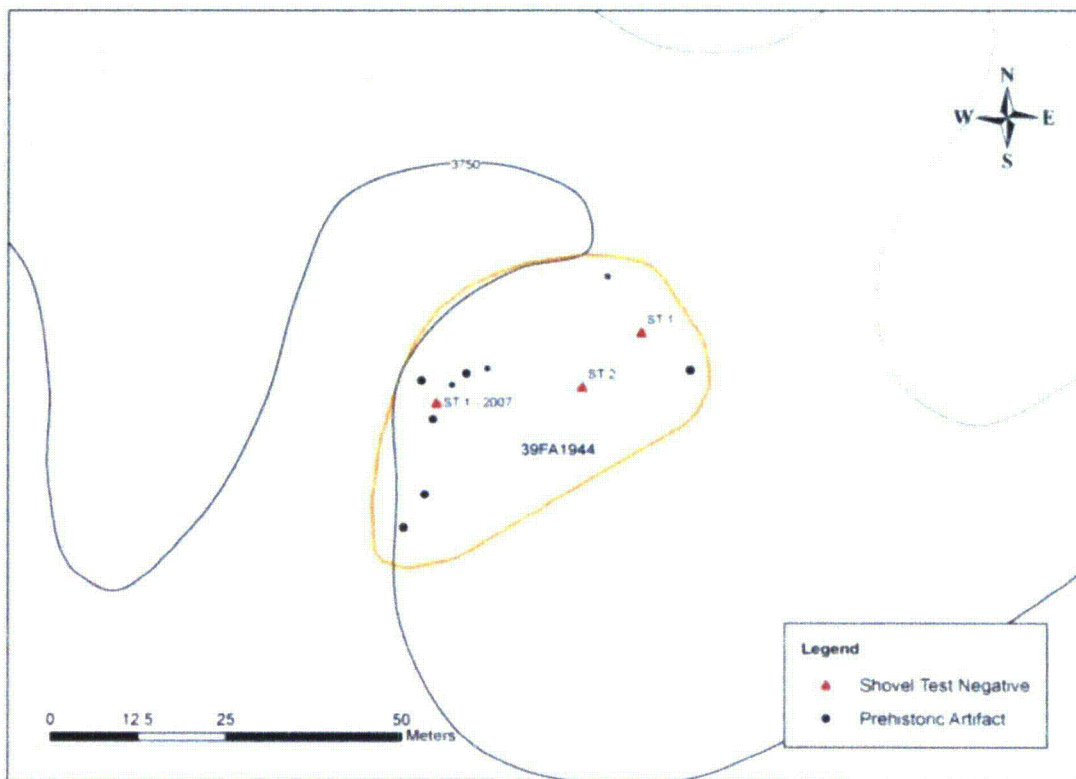 N
W E
S
3750
ST 1
ST 2
ST 1 - 2007
39FA1944
Legend
Shovel Test Negative
Prehistoric Artifact
0 12.5 25 50
Meters